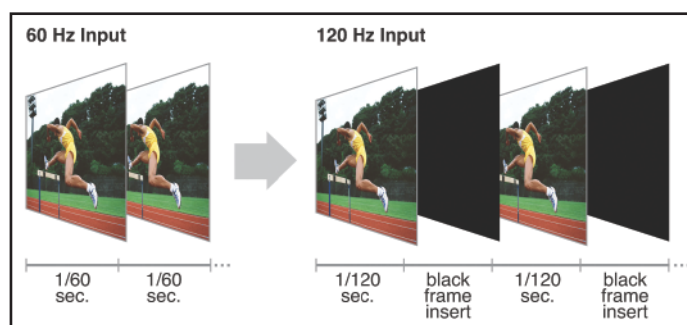 60 Hz Input
120 Hz Input
1/60 sec.
1/60 sec.
...
1/120 sec.
black frame insert
1/120 sec.
black frame insert
...